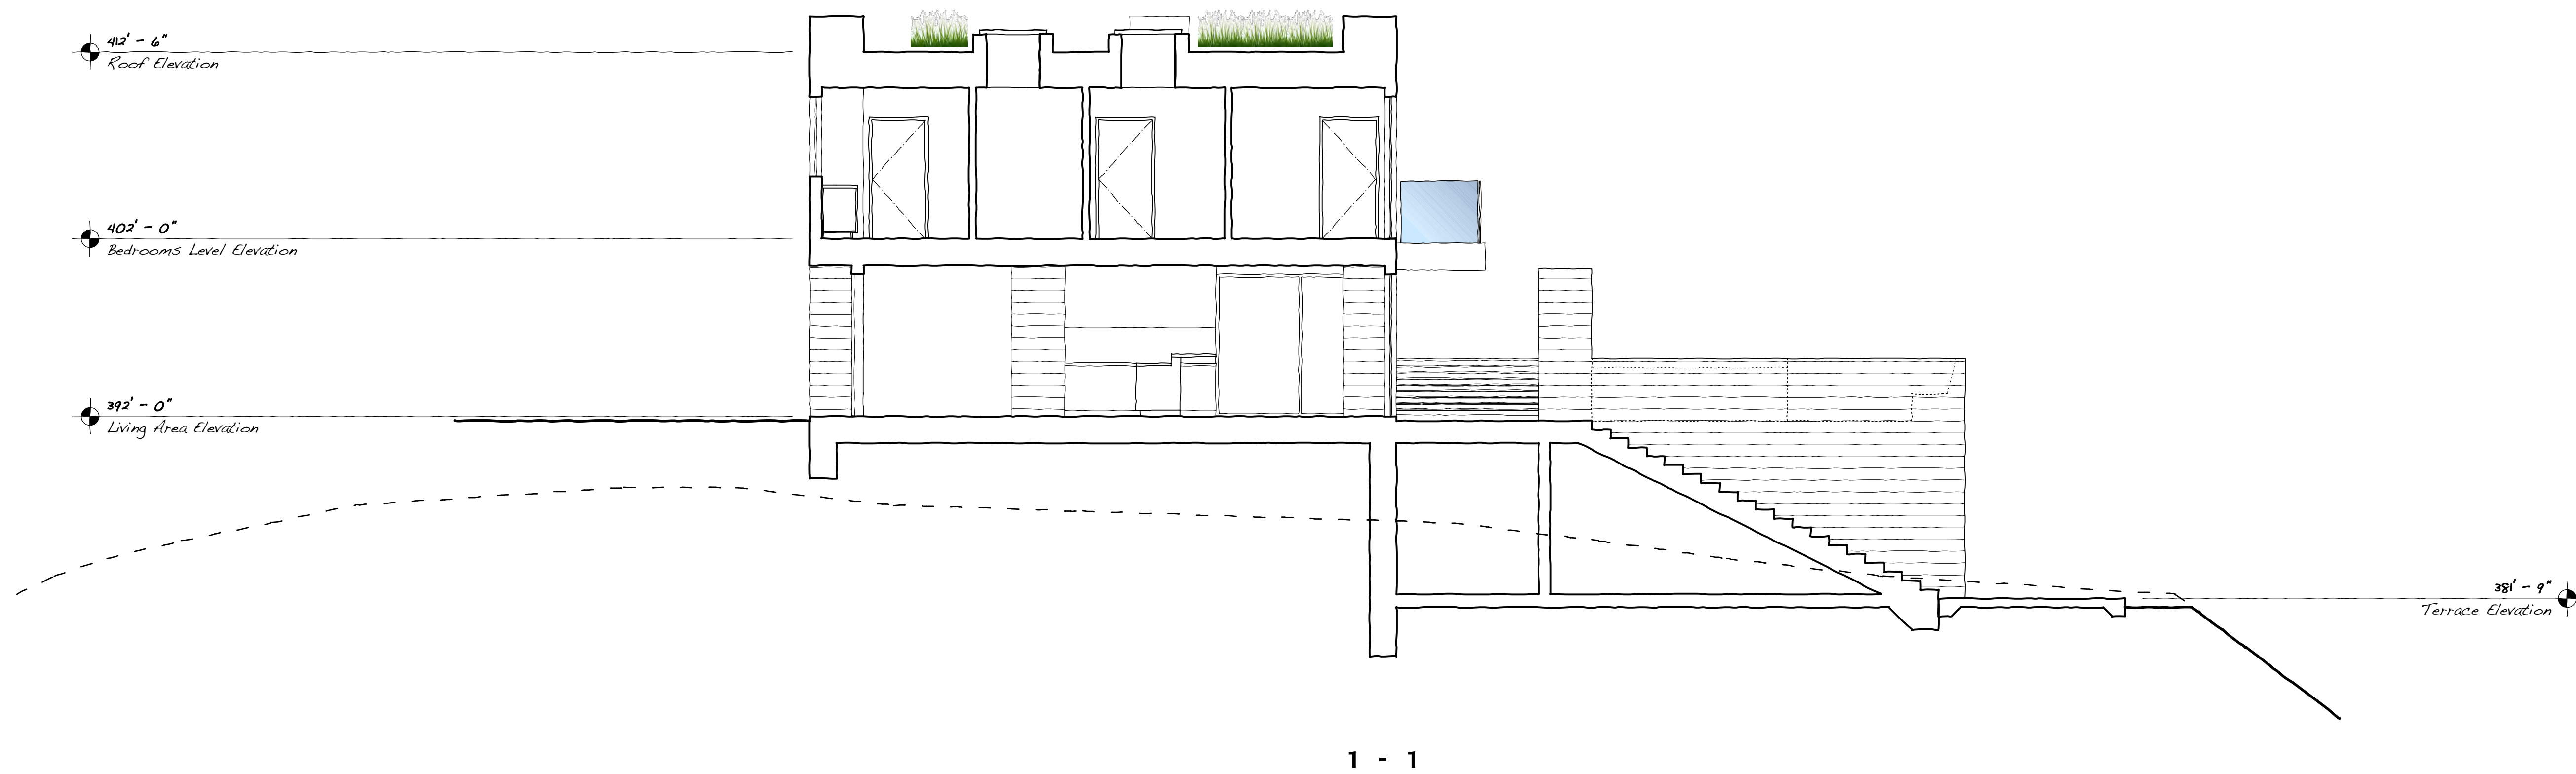 412' - 6"
Roof Elevation
402' - 0"
Bedrooms Level Elevation
392' - 0"
Living Area Elevation
381' - 9"
Terrace Elevation
1 - 1